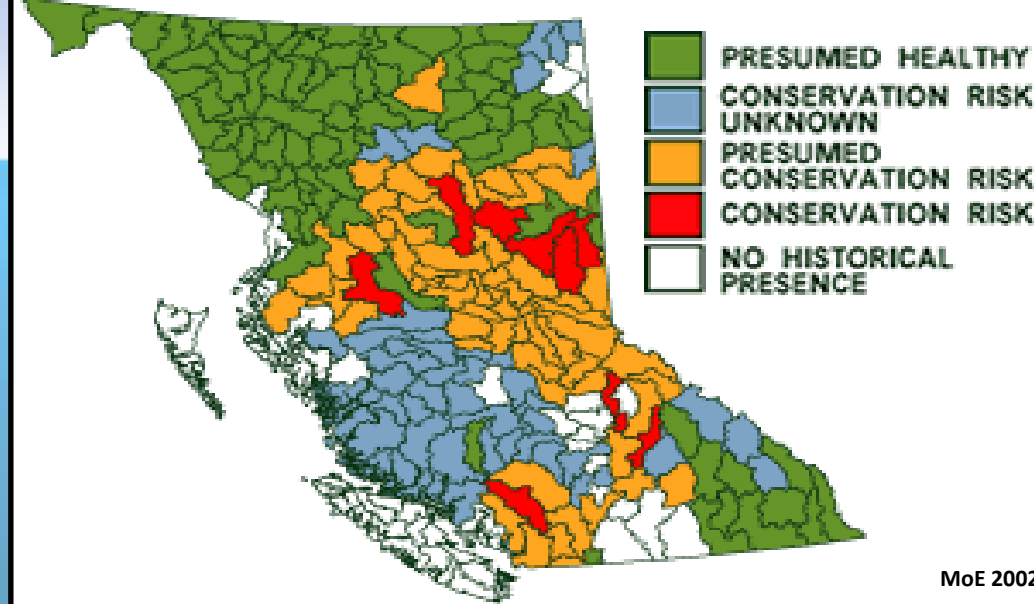 PRESUMED HEALTHY
CONSERVATION RISK
UNKNOWN
PRESUMED
CONSERVATION RISK
CONSERVATION RISK
NO HISTORICAL
PRESENCE
MoE 2002